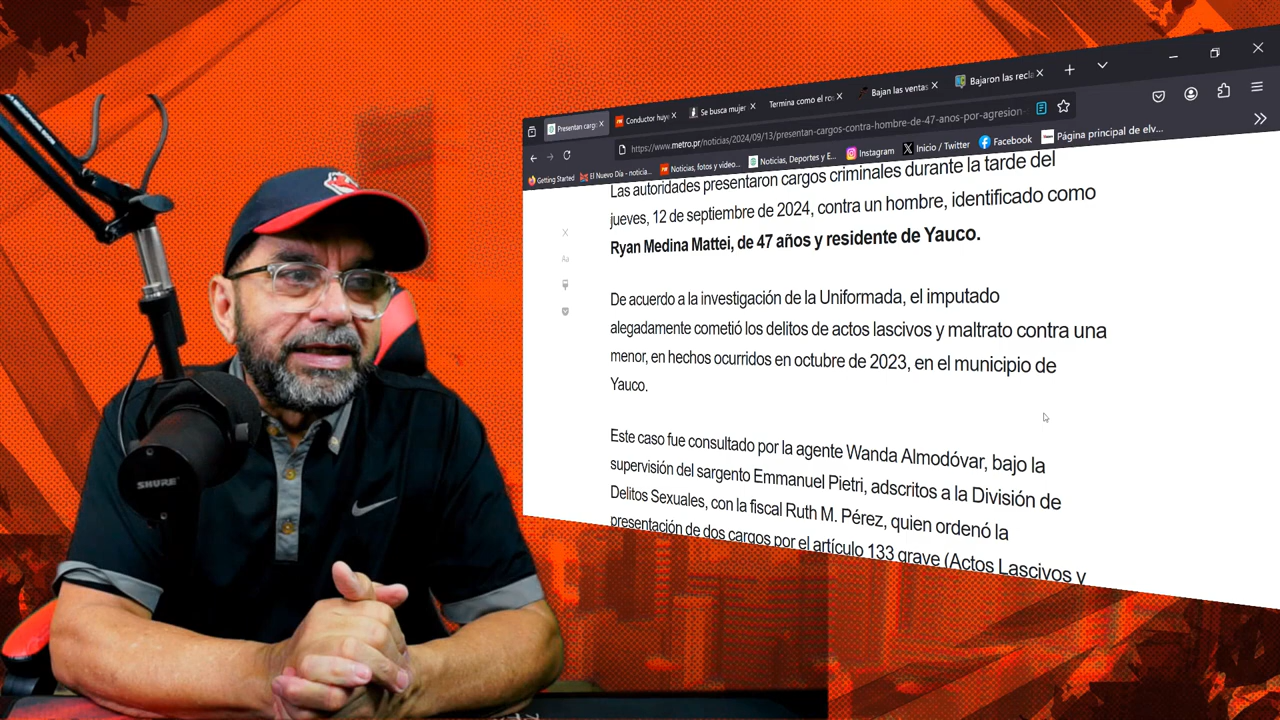 Presentan carg
Conductor huy
Se busca mujer
Termina como el ro
Bajan las ventas
Bajaron las recla
https://www.metro.pr/noticias/2024/09/13/presentan-cargos-contra-hombre-de-47-anos-por-agresion-
Getting Started
El Nuevo Día - noticia...
Noticias, fotos y video...
Noticias, Deportes y E...
Instagram
Inicio / Twitter
Facebook
Página principal de elv...
Las autoridades presentaron cargos criminales durante la tarde del
jueves, 12 de septiembre de 2024, contra un hombre, identificado como
Ryan Medina Mattei, de 47 años y residente de Yauco.
Aa
De acuerdo a la investigación de la Uniformada, el imputado
alegadamente cometió los delitos de actos lascivos y maltrato contra una
menor, en hechos ocurridos en octubre de 2023, en el municipio de
Yauco.
Este caso fue consultado por la agente Wanda Almodóvar, bajo la
supervisión del sargento Emmanuel Pietri, adscritos a la División de
Delitos Sexuales, con la fiscal Ruth M. Pérez, quien ordenó la
presentación de dos cargos por el artículo 133 grave (Actos Lascivos y
SHURE